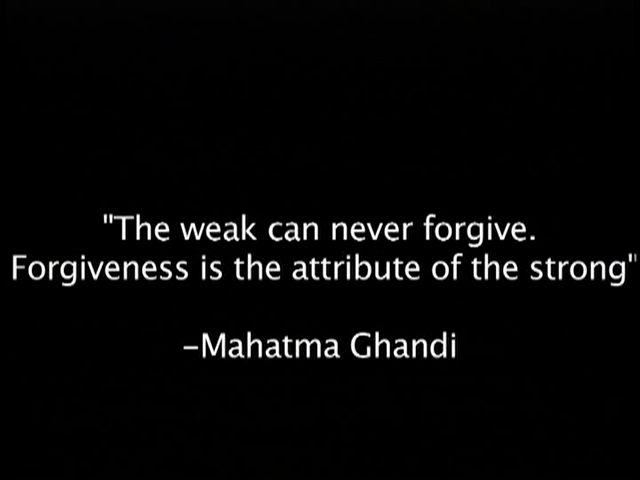 "The weak can never forgive.
Forgiveness is the attribute of the strong"
–Mahatma Ghandi